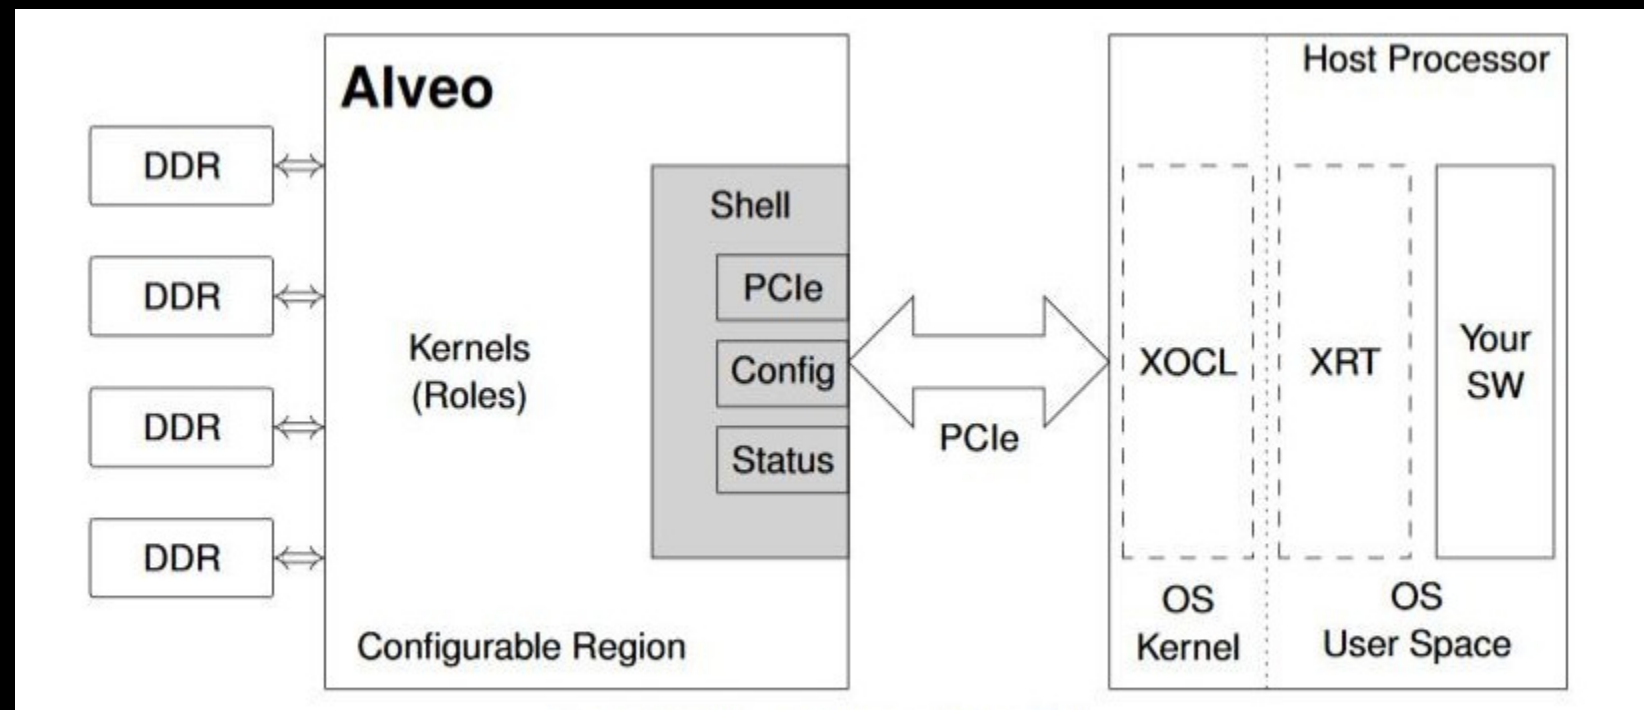 Alveo
DDR
DDR
DDR
DDR
Kernels
(Roles)
Configurable Region
Shell
PCIe
Config
Status
PCIe
Host Processor
XOCL
XRT
Your
SW
OS
Kernel
OS
User Space